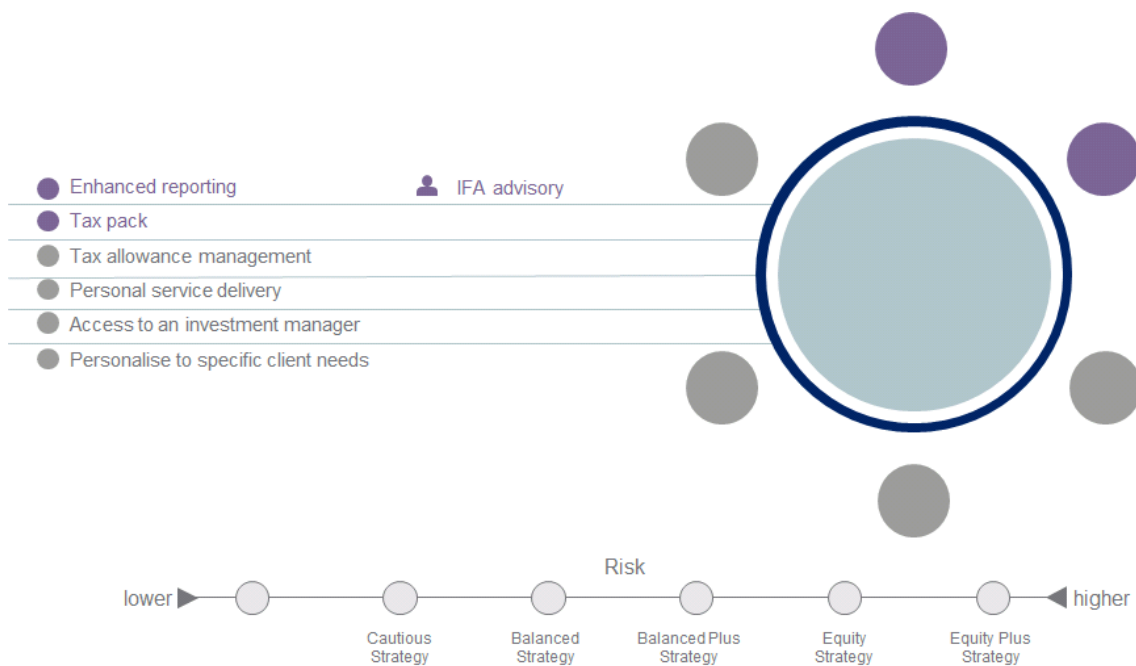 Enhanced reporting
IFA advisory
Tax pack
Tax allowance management
Personal service delivery
Access to an investment manager
Personalise to specific client needs
Risk
lower
higher
Cautious
Strategy
Balanced
Strategy
Balanced Plus
Strategy
Equity
Strategy
Equity Plus
Strategy